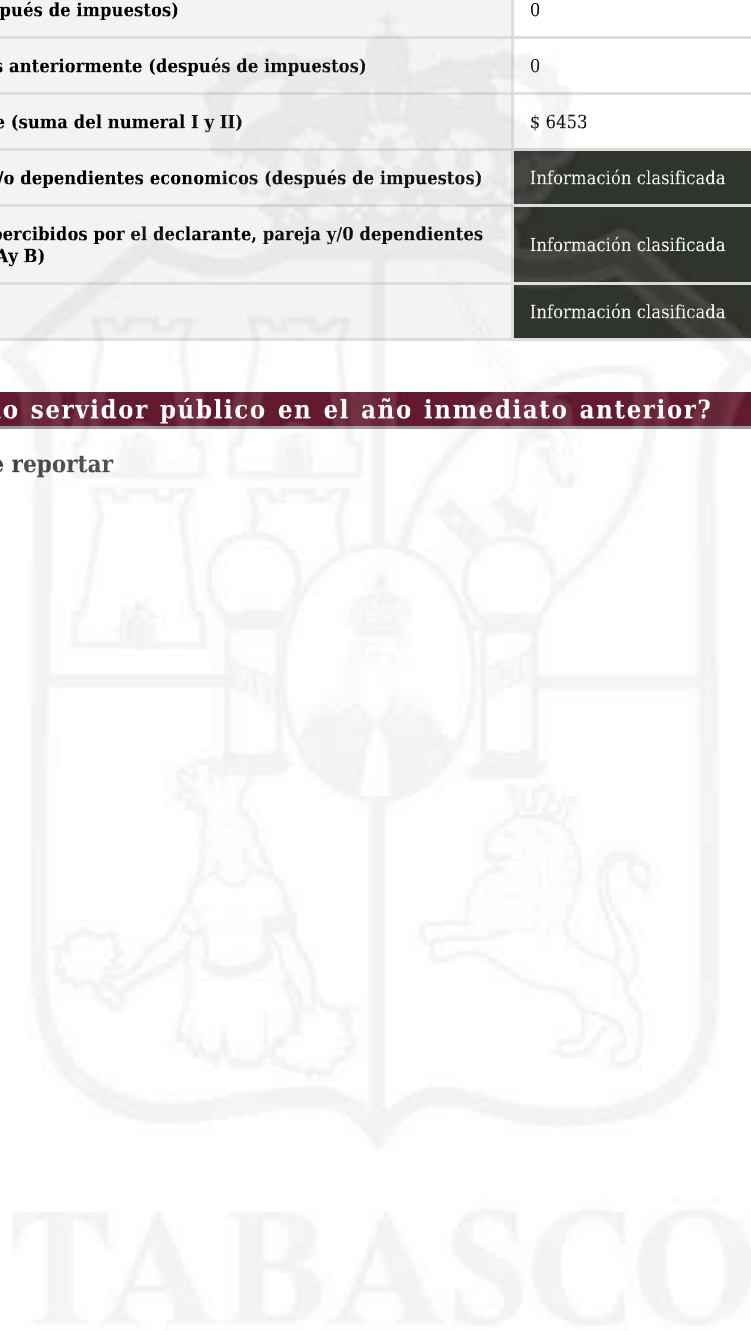 pués de impuestos)
0
s anteriormente (después de impuestos)
0
e (suma del numeral I y II)
$ 6453
/o dependientes economicos (después de impuestos)
Información clasificada
percibidos por el declarante, pareja y/0 dependientes
Ay B)
Información clasificada
Información clasificada
o servidor público en el año inmediato anterior?
e reportar
TABASCO